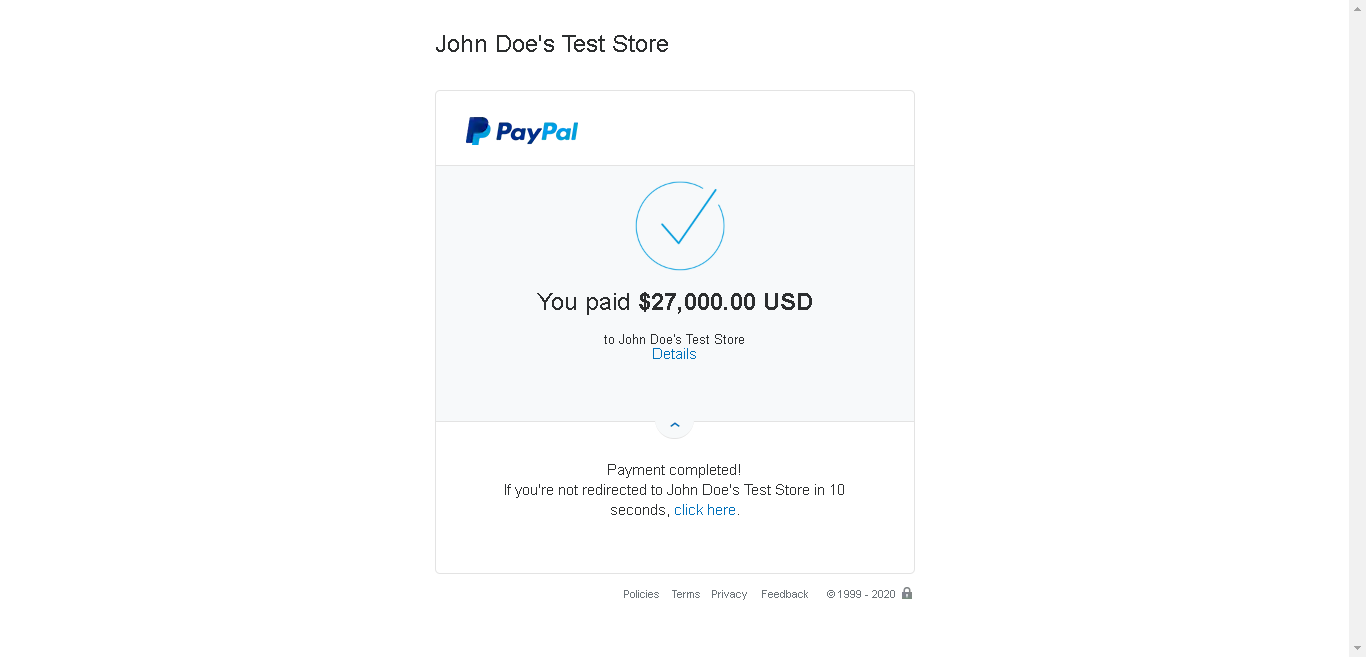 John Doe's Test Store
PayPal
You paid $27,000.00 USD
to John Doe's Test Store
Details
Payment completed!
If you're not redirected to John Doe's Test Store in 10
seconds, click here.
Policies Terms Privacy Feedback © 1999 - 2020